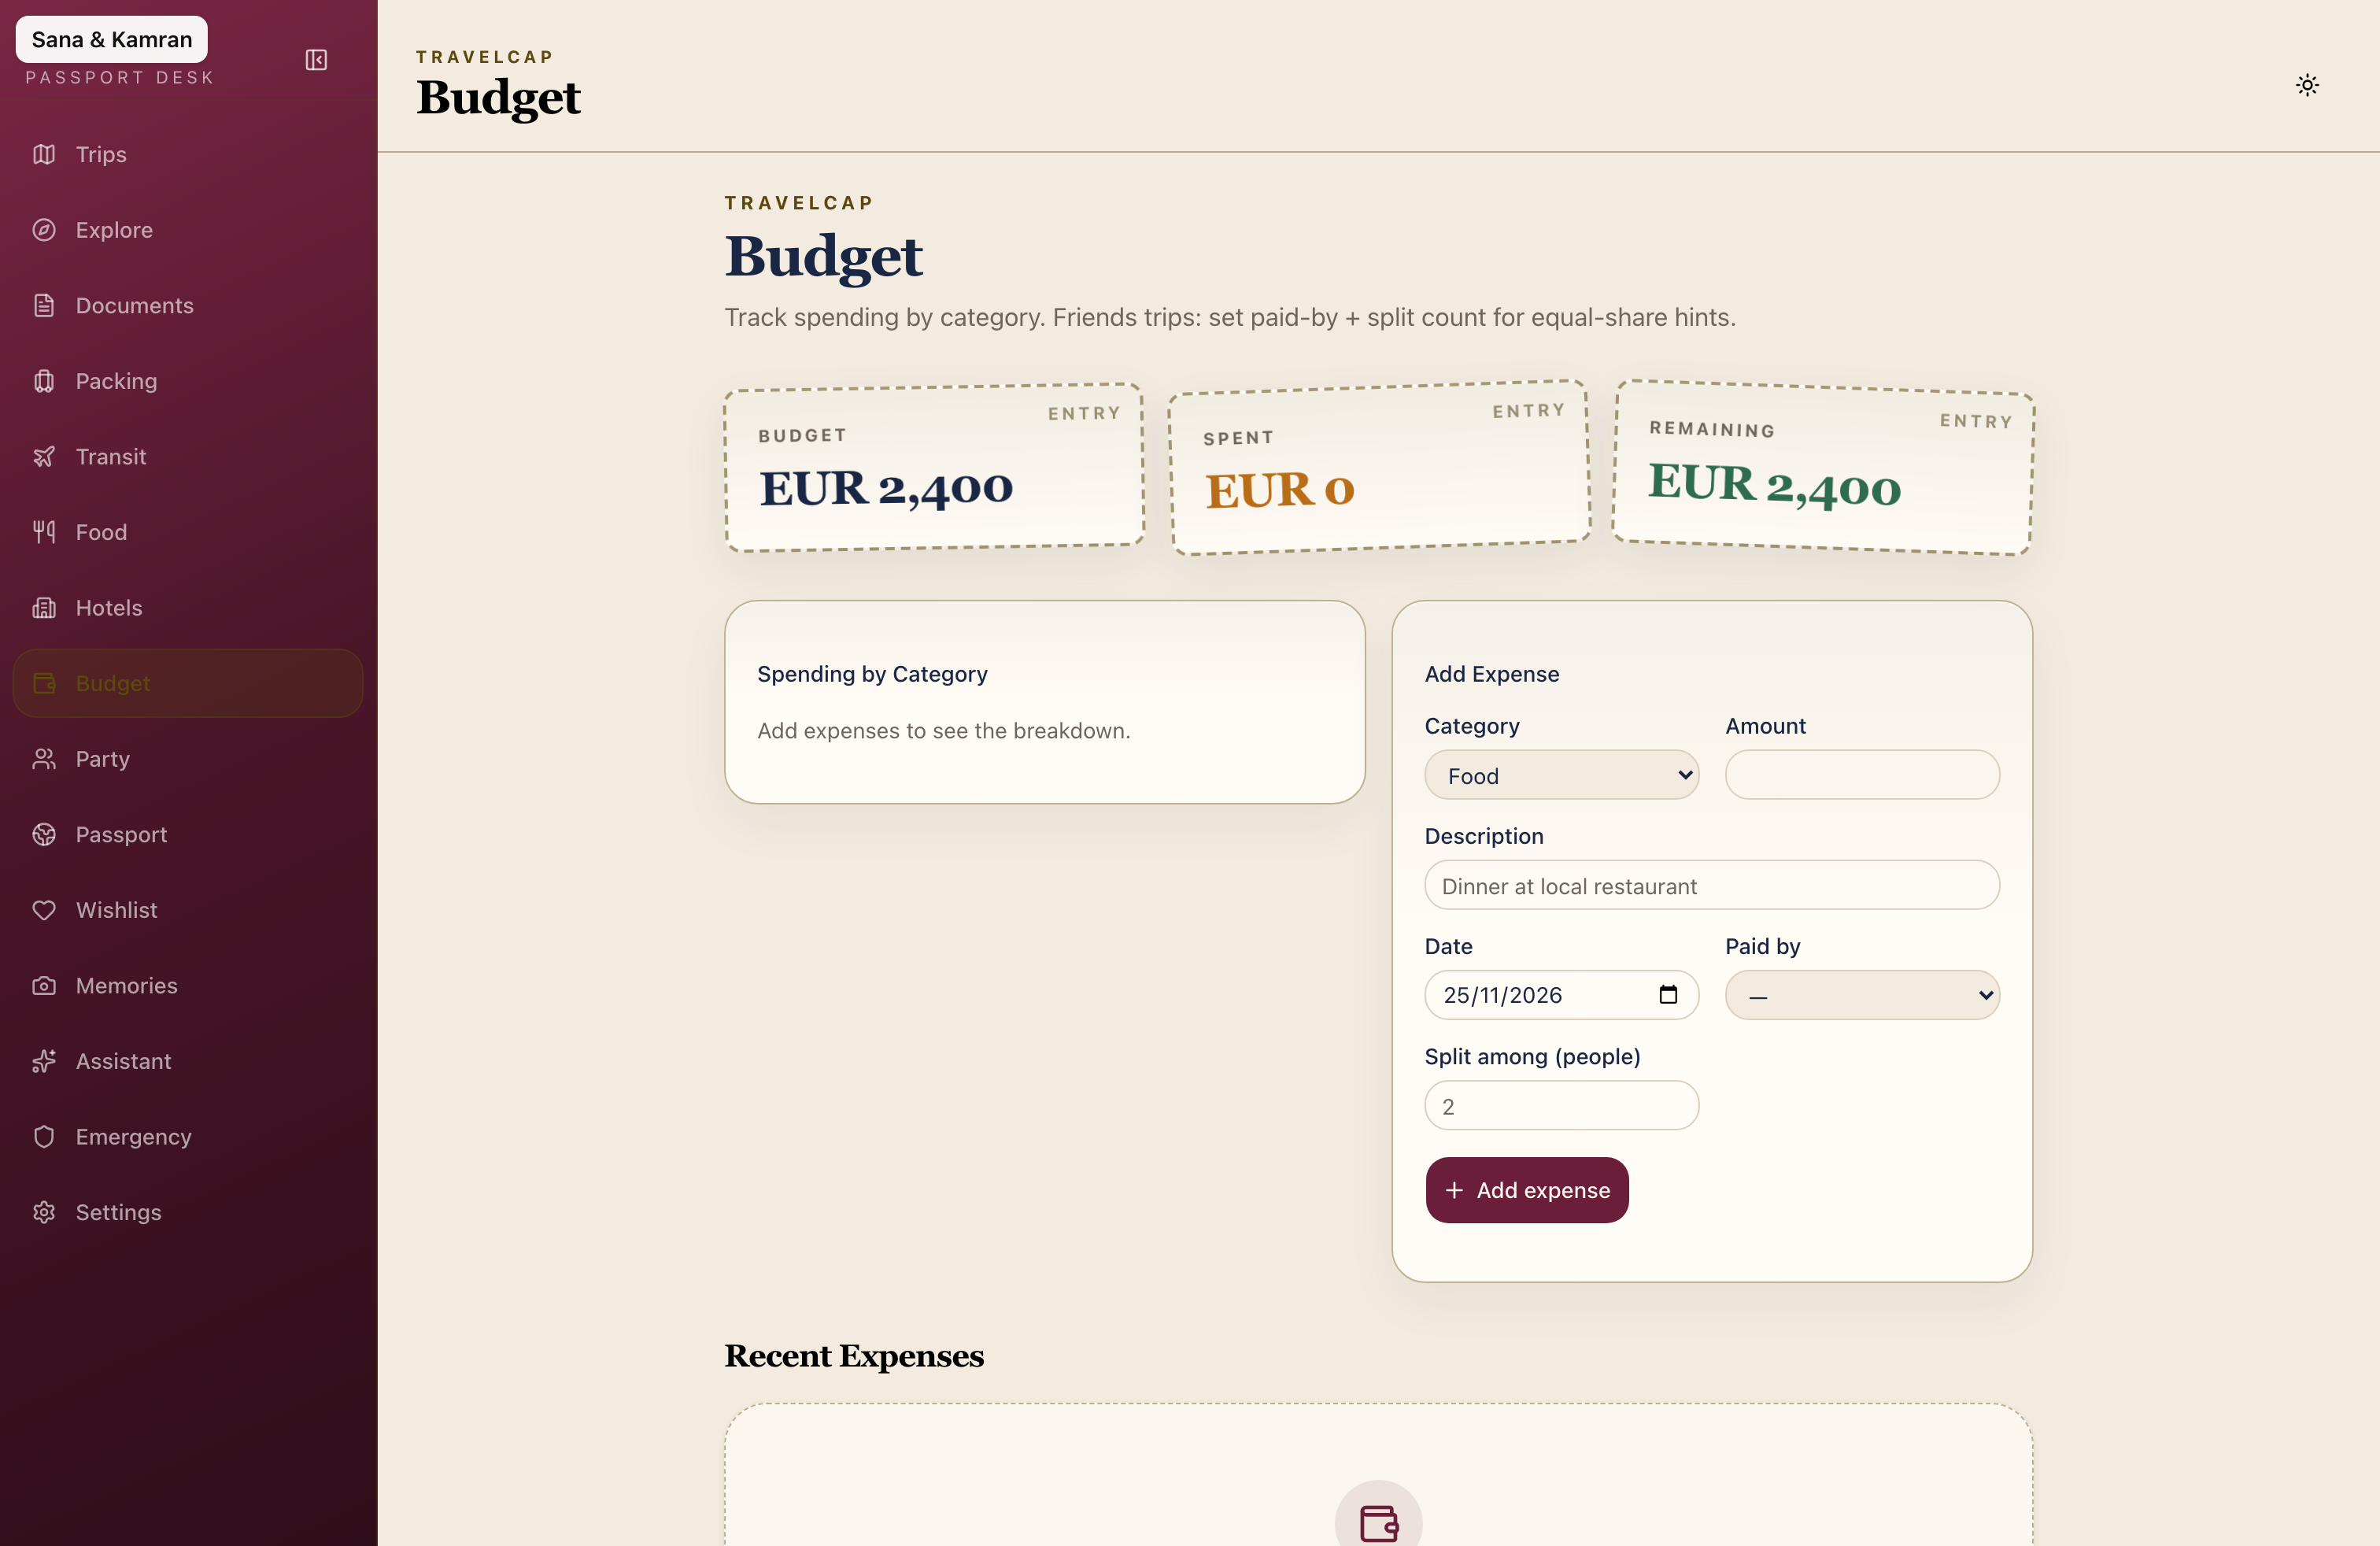 Sana & Kamran
PASSPORT DESK
Trips
Explore
Documents
Packing
Transit
Food
Hotels
Budget
Party
Passport
Wishlist
Memories
Assistant
Emergency
Settings
TRAVELCAP
Budget
TRAVELCAP
Budget
Track spending by category. Friends trips: set paid-by + split count for equal-share hints.
ENTRY
BUDGET
EUR 2,400
ENTRY
SPENT
EUR 0
ENTRY
REMAINING
EUR 2,400
Spending by Category
Add expenses to see the breakdown.
Add Expense
Category
Amount
Food
Description
Dinner at local restaurant
Date
Paid by
25/11/2026
—
Split among (people)
2
+ Add expense
Recent Expenses